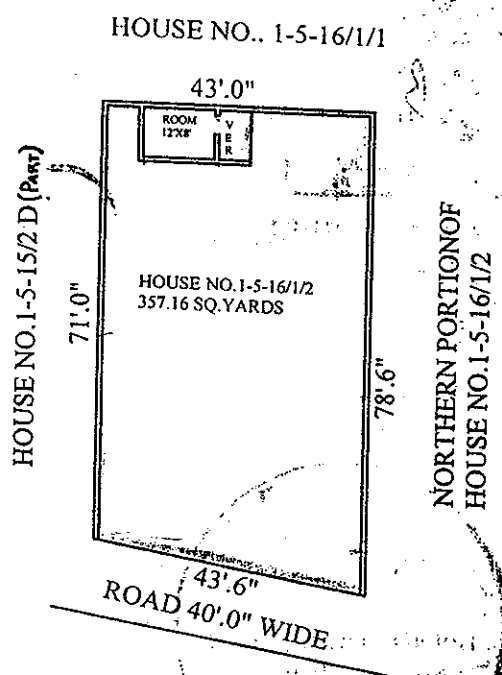 HOUSE NO.. 1-5-16/1/1
43'.0"
ROOM
12'X8'
VER
HOUSE NO.1-5-15/2 D (PART)
71'.0"
HOUSE NO.1-5-16/1/2
357.16 SQ.YARDS
78'.6"
NORTHERN PORTIONOF
HOUSE NO.1-5-16/1/2
43'.6"
ROAD 40'.0" WIDE